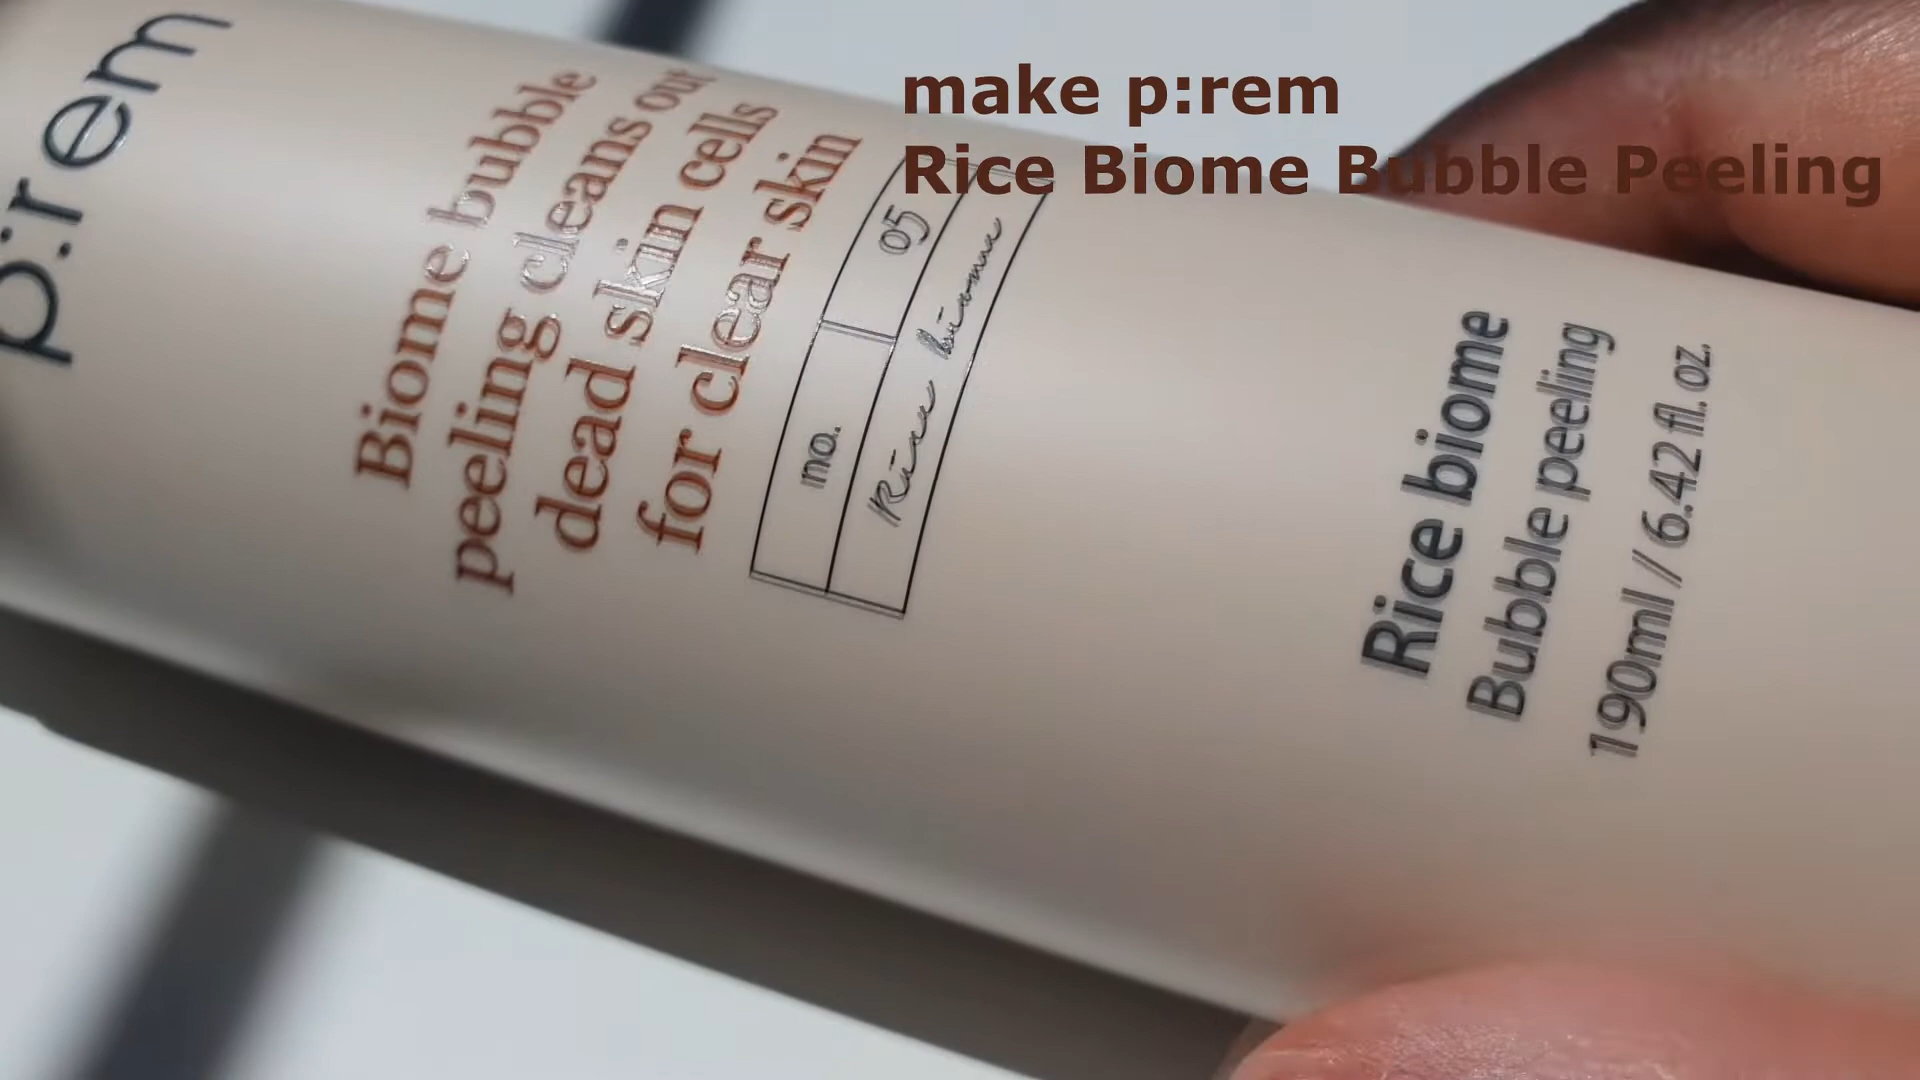 make p:rem
Rice Biome Bubble Peeling
p:rem
Biome bubble
peeling cleans out
dead skin cells
for clear skin
no. 05
Rice biome
Rice biome
Bubble peeling
190ml / 6.42 fl. oz.